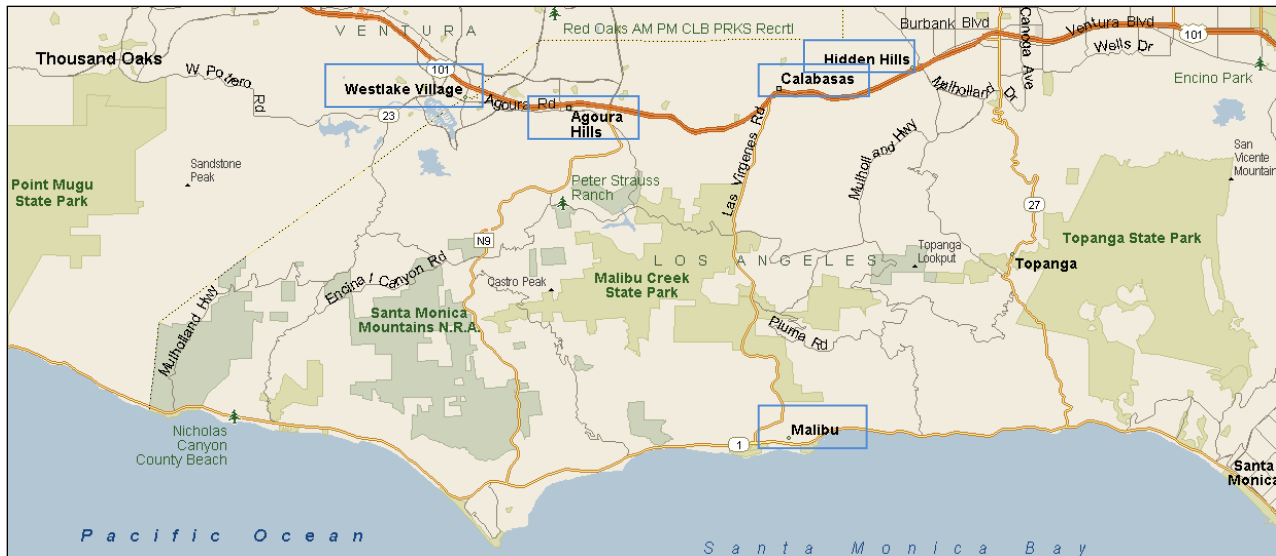 Burbank Blvd
Ventura Blvd
101
Red Oaks AM PM CLB PRKS Recrtl
V E N T U R A
Canoga Ave
Wells Dr
Thousand Oaks
W Potrero Rd
101
Hidden Hills
Calabasas
Encino Park
Westlake Village
Mulholland Dr
Agoura Rd
23
Agoura
Hills
Las Virgenes Rd
Mulholland Hwy
San
Vicente
Mountain
Sandstone
Peak
Point Mugu
State Park
Peter Strauss
Ranch
27
N9
Topanga State Park
Topanga
Lookput
L O S A N G E L E S
Topanga
Encinal Canyon Rd
Castro Peak
Malibu Creek
State Park
Mulholland Hwy
Santa Monica
Mountains N.R.A.
Piuma Rd
Nicholas
Canyon
County Beach
Malibu
1
Santa
Monica
Pacific Ocean
Santa Monica Bay